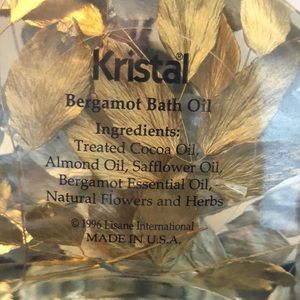 Kristal®
Bergamot Bath Oil
Ingredients:
Treated Cocoa Oil,
Almond Oil, Safflower Oil,
Bergamot Essential Oil,
Natural Flowers and Herbs
© 1996 Lisane International
MADE IN U.S.A.